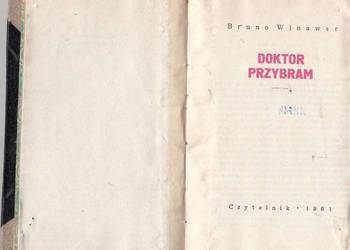 Bruno Winawer
DOKTOR
PRZYBRAM
Czytelnik · 1961